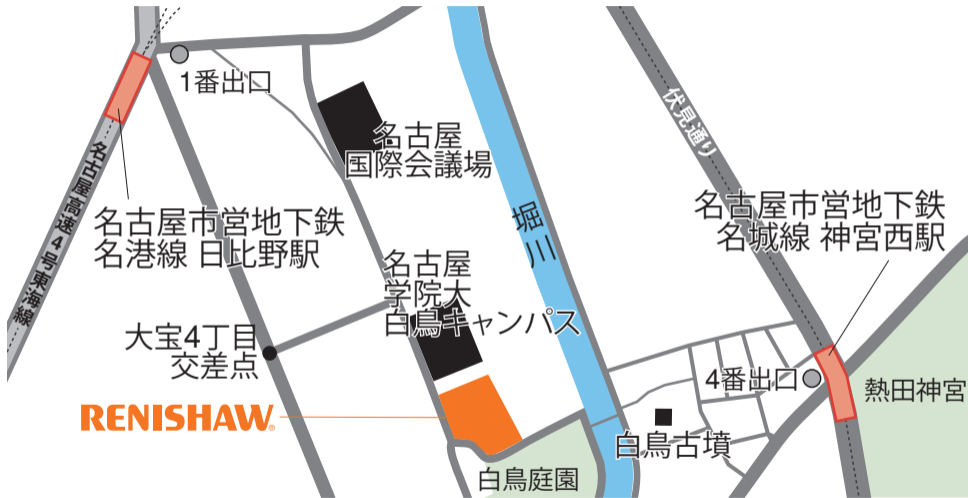 1番出口
名古屋
国際会議場
伏見通り
名古屋高速4号東海線
名古屋市営地下鉄
名港線 日比野駅
堀川
名古屋市営地下鉄
名城線 神宮西駅
名古屋
学院大
白鳥キャンパス
大宝4丁目
交差点
4番出口
熱田神宮
RENISHAW®
白鳥古墳
白鳥庭園